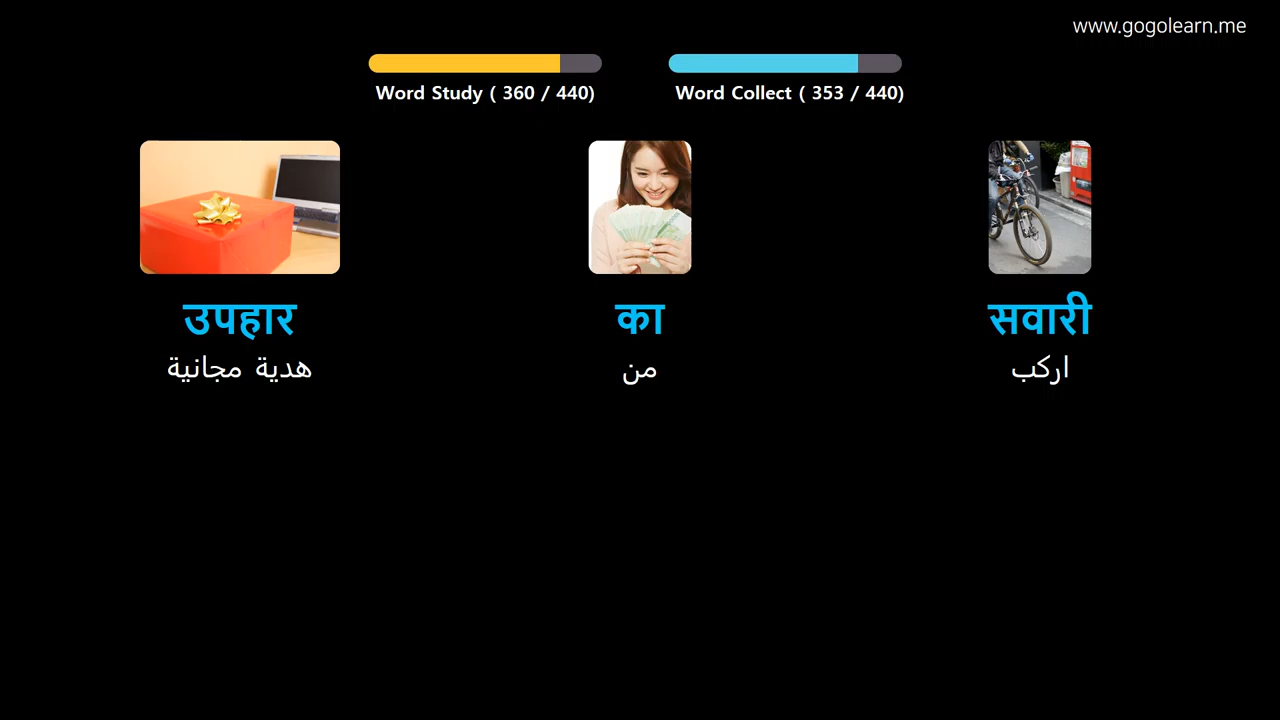 www.gogolearn.me
Word Study ( 360 / 440)
Word Collect ( 353 / 440)
उपहार
का
सवारी
هدية مجانية
من
اركب